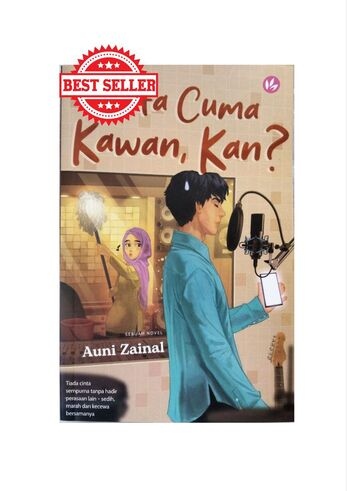 BEST SELLER
Cuma
Kawan, Kan?
SEBUAH NOVEL
Auni Zainal
Tiada cinta
sempurna tanpa hadir
perasaan lain - sedih,
marah dan kecewa
bersamanya